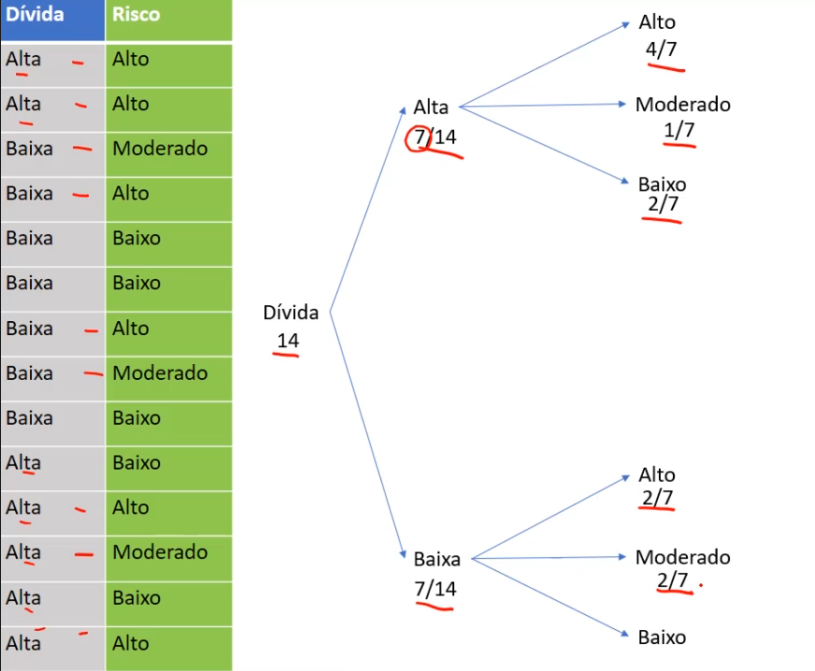 Dívida Risco
Alta Alto
Alta Alto
Baixa Moderado
Baixa Alto
Baixa Baixo
Baixa Baixo
Baixa Alto
Baixa Moderado
Baixa Baixo
Alta Baixo
Alta Alto
Alta Moderado
Alta Baixo
Alta Alto
Dívida
14
Alta
7/14
Alto
4/7
Moderado
1/7
Baixo
2/7
Baixa
7/14
Alto
2/7
Moderado
2/7
Baixo